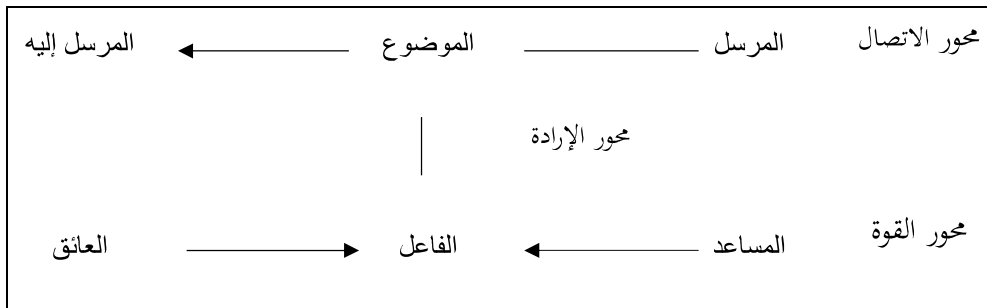 محور الاتصال المرسل الموضوع المرسل إليه
محور الإرادة
محور القوة المساعد الفاعل العائق